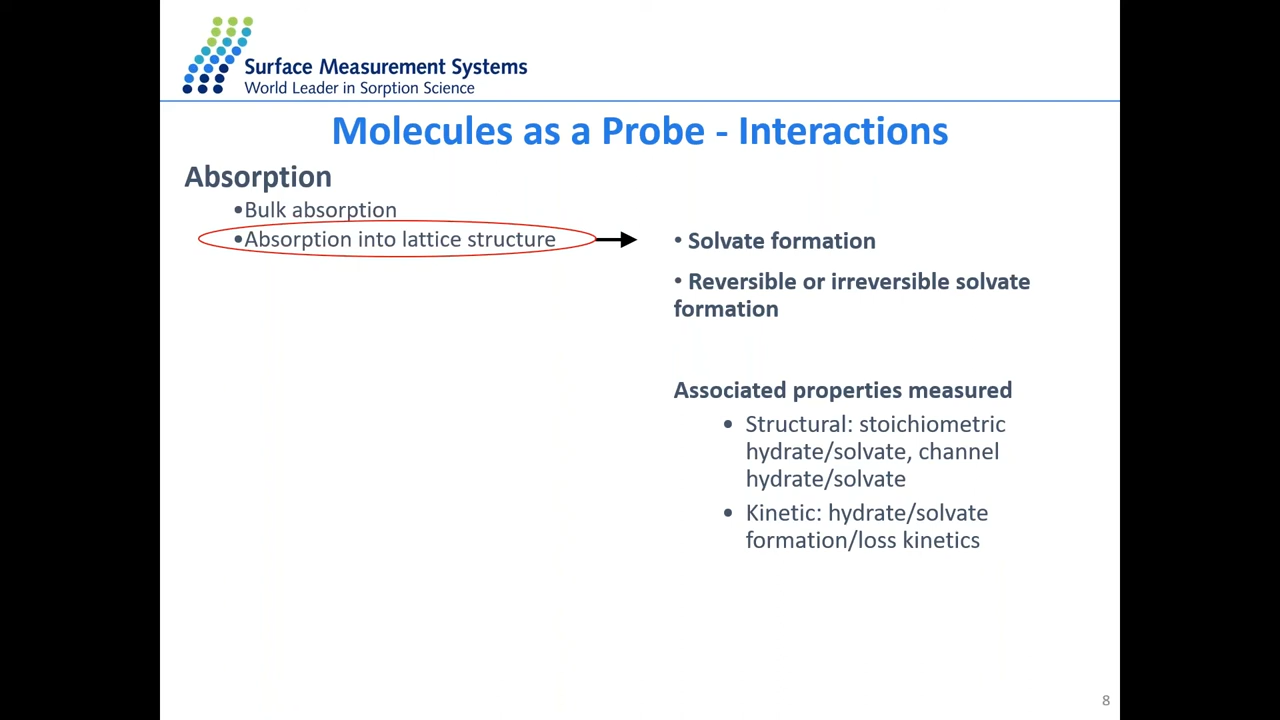 Surface Measurement Systems
World Leader in Sorption Science
Molecules as a Probe - Interactions
Absorption
•Bulk absorption
•Absorption into lattice structure
• Solvate formation
• Reversible or irreversible solvate
formation
Associated properties measured
• Structural: stoichiometric
hydrate/solvate, channel
hydrate/solvate
• Kinetic: hydrate/solvate
formation/loss kinetics
8